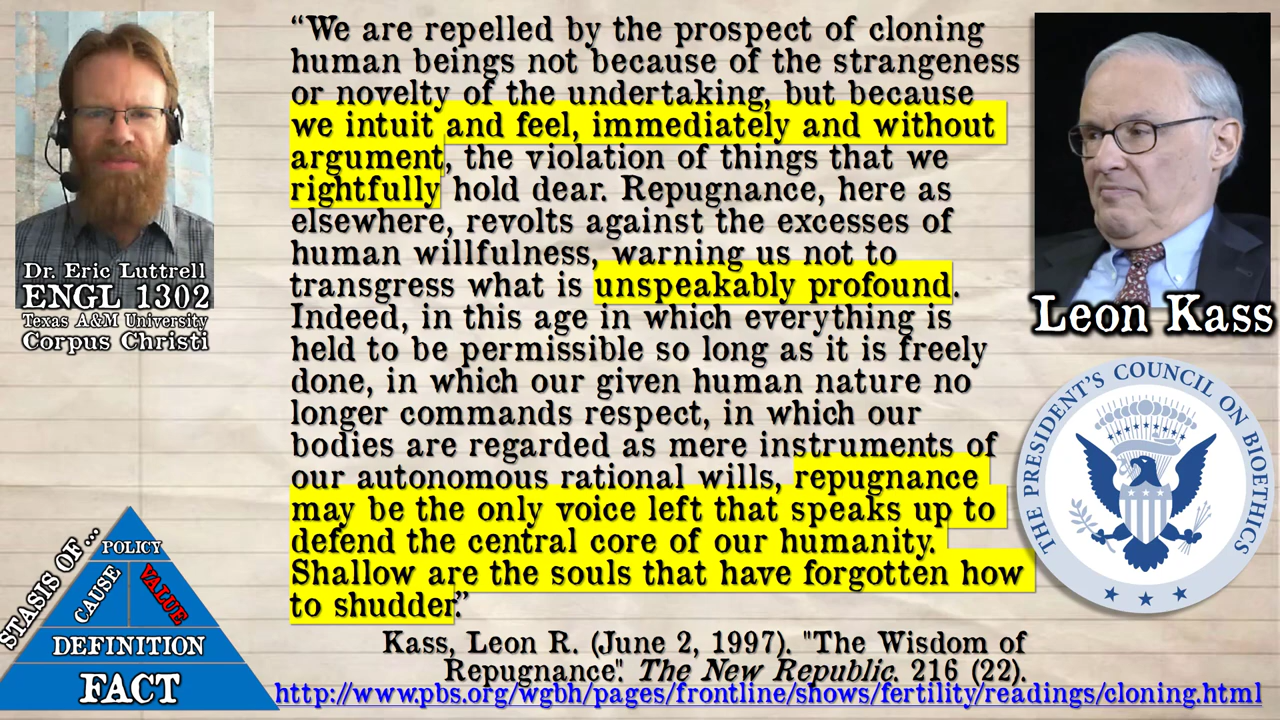 “We are repelled by the prospect of cloning
human beings not because of the strangeness
or novelty of the undertaking, but because
we intuit and feel, immediately and without
argument, the violation of things that we
rightfully hold dear. Repugnance, here as
elsewhere, revolts against the excesses of
human willfulness, warning us not to
transgress what is unspeakably profound.
Indeed, in this age in which everything is
held to be permissible so long as it is freely
done, in which our given human nature no
longer commands respect, in which our
bodies are regarded as mere instruments of
our autonomous rational wills, repugnance
may be the only voice left that speaks up to
defend the central core of our humanity.
Shallow are the souls that have forgotten how
to shudder.”
Kass, Leon R. (June 2, 1997). "The Wisdom of
Repugnance". The New Republic. 216 (22).
http://www.pbs.org/wgbh/pages/frontline/shows/fertility/readings/cloning.html
Dr. Eric Luttrell
ENGL 1302
Texas A&M University
Corpus Christi
STASIS OF...
POLICY
CAUSE
VALUE
DEFINITION
FACT
Leon Kass
THE PRESIDENT'S COUNCIL ON BIOETHICS